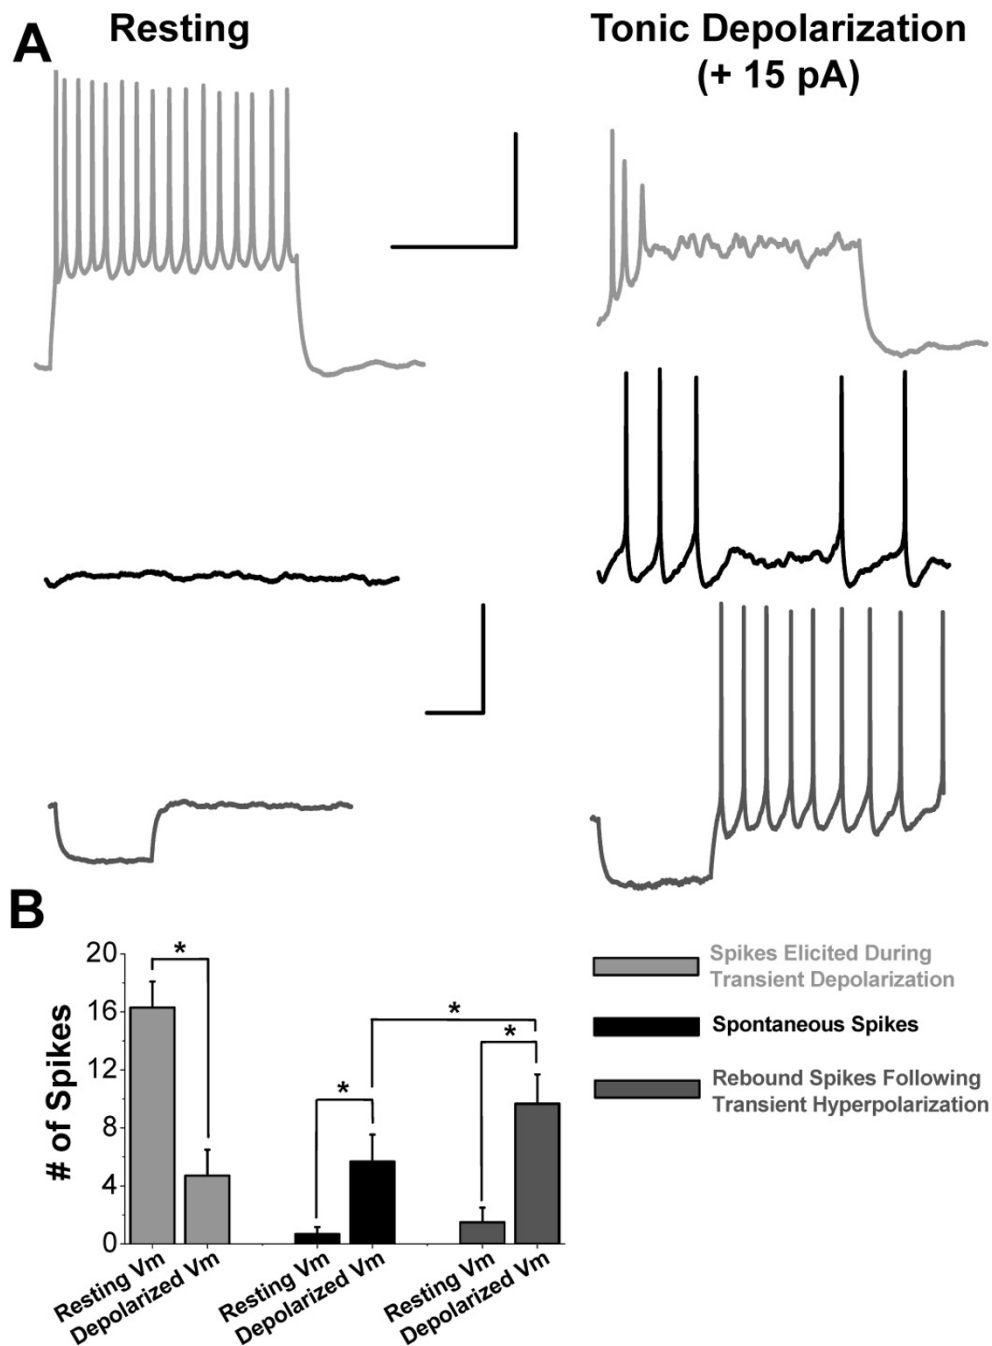 A
Resting
Tonic Depolarization
(+ 15 pA)
B
# of Spikes
20
16
12
8
4
0
*
*
*
*
Resting Vm
Depolarized Vm
Resting Vm
Depolarized Vm
Resting Vm
Depolarized Vm
Spikes Elicited During
Transient Depolarization
Spontaneous Spikes
Rebound Spikes Following
Transient Hyperpolarization